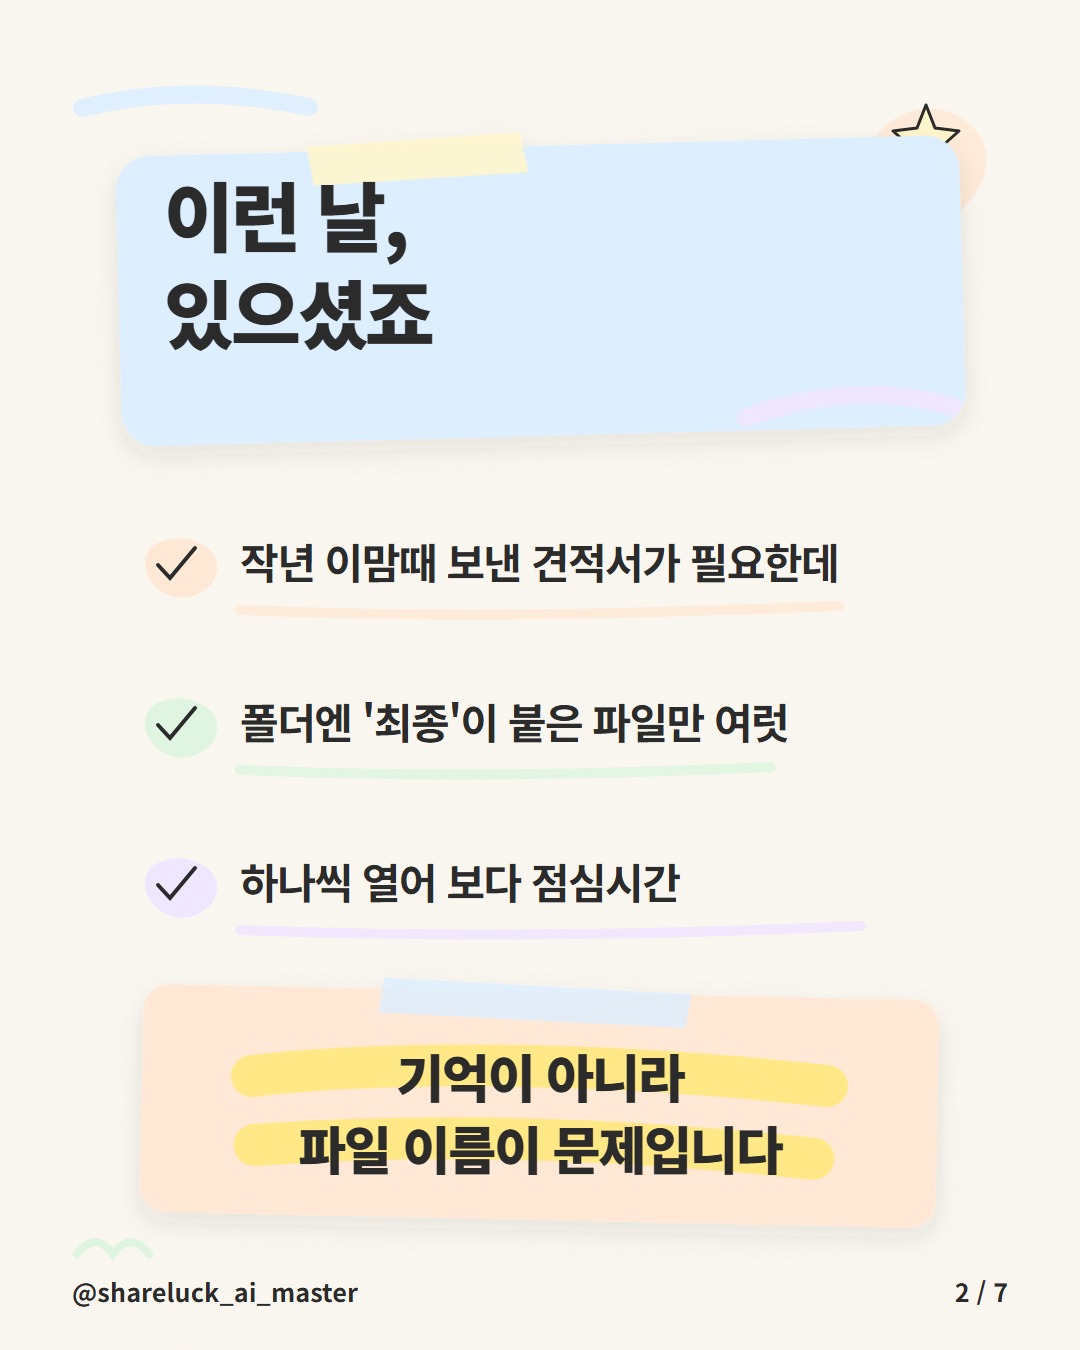 이런 날,
있으셨죠
작년 이맘때 보낸 견적서가 필요한데
폴더엔 '최종'이 붙은 파일만 여럿
하나씩 열어 보다 점심시간
기억이 아니라
파일 이름이 문제입니다
@shareluck_ai_master
2 / 7